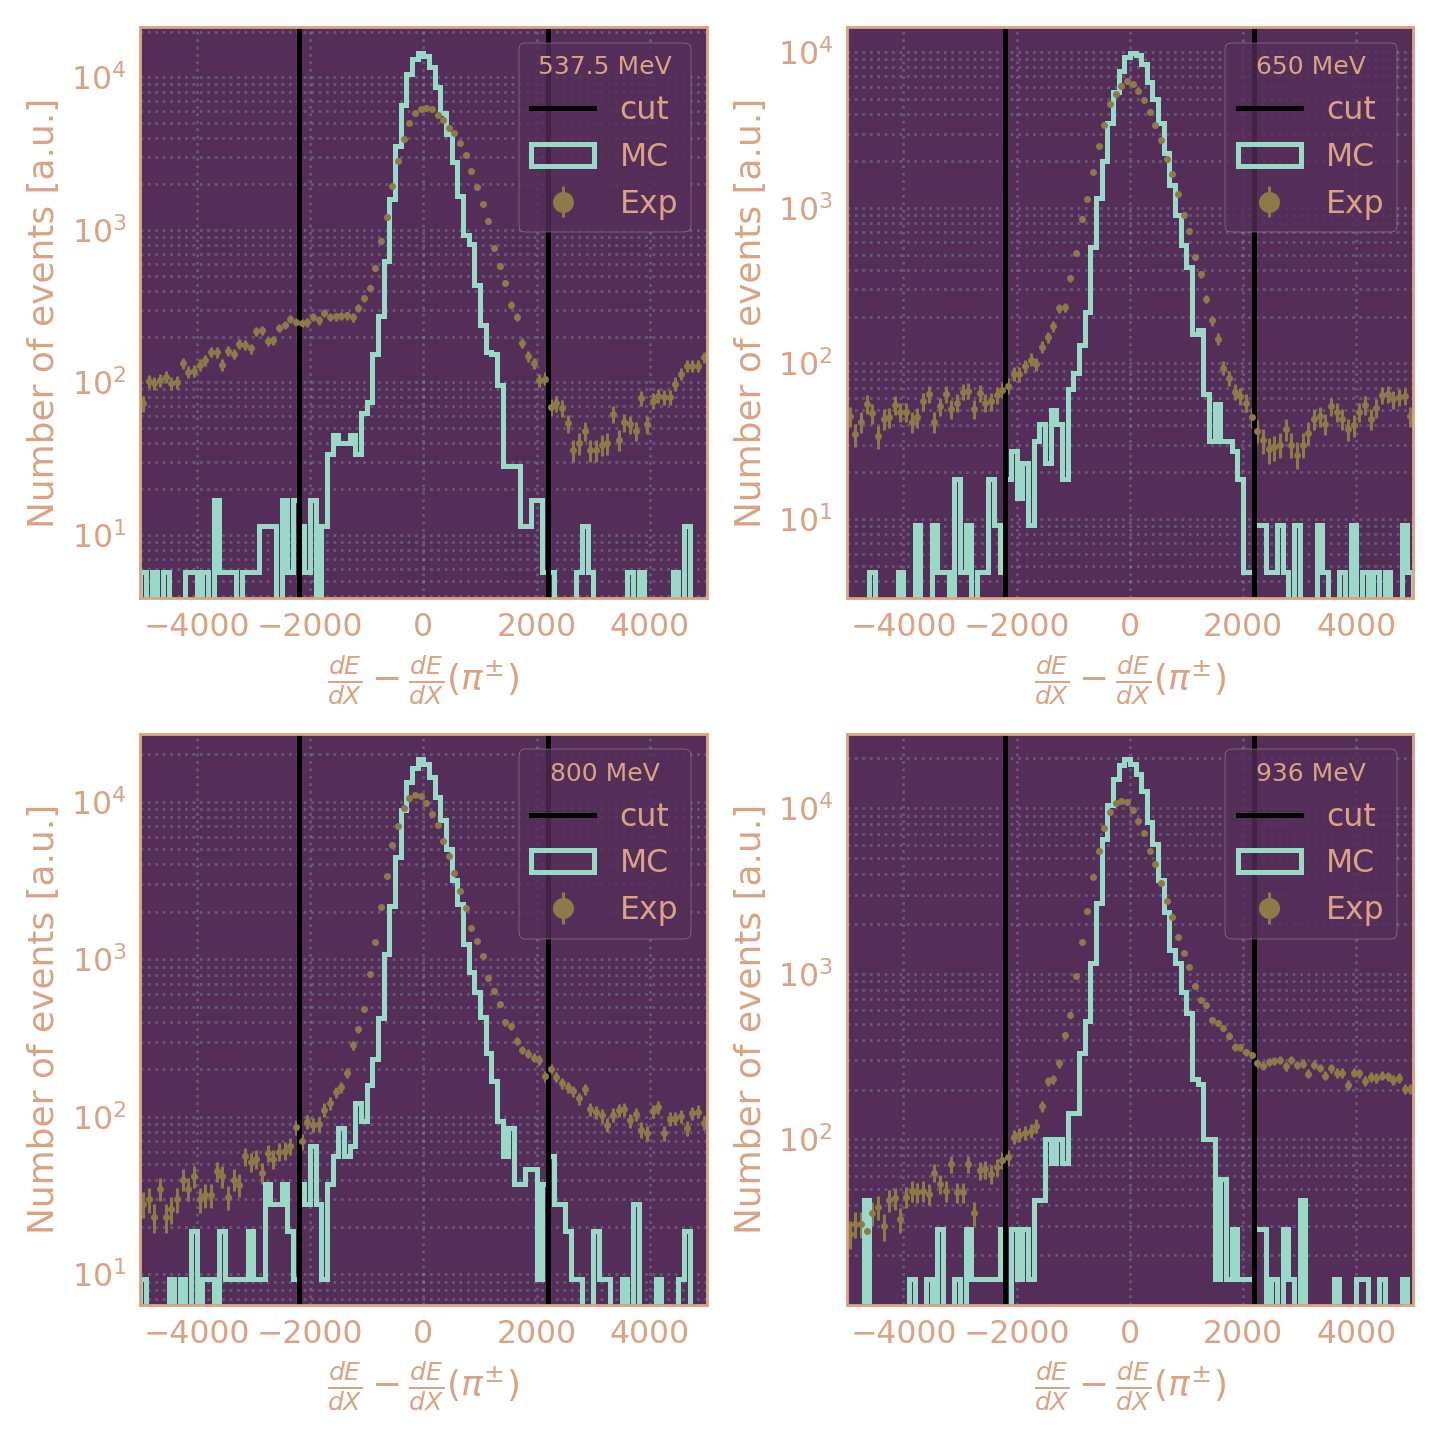 Number of events [a.u.]
10⁴
10³
10²
10¹
537.5 MeV
cut
MC
Exp
−4000 −2000 0 2000 4000
dE/dX − dE/dX(π±)
Number of events [a.u.]
10⁴
10³
10²
10¹
650 MeV
cut
MC
Exp
−4000 −2000 0 2000 4000
dE/dX − dE/dX(π±)
Number of events [a.u.]
10⁴
10³
10²
10¹
800 MeV
cut
MC
Exp
−4000 −2000 0 2000 4000
dE/dX − dE/dX(π±)
Number of events [a.u.]
10⁴
10³
10²
936 MeV
cut
MC
Exp
−4000 −2000 0 2000 4000
dE/dX − dE/dX(π±)